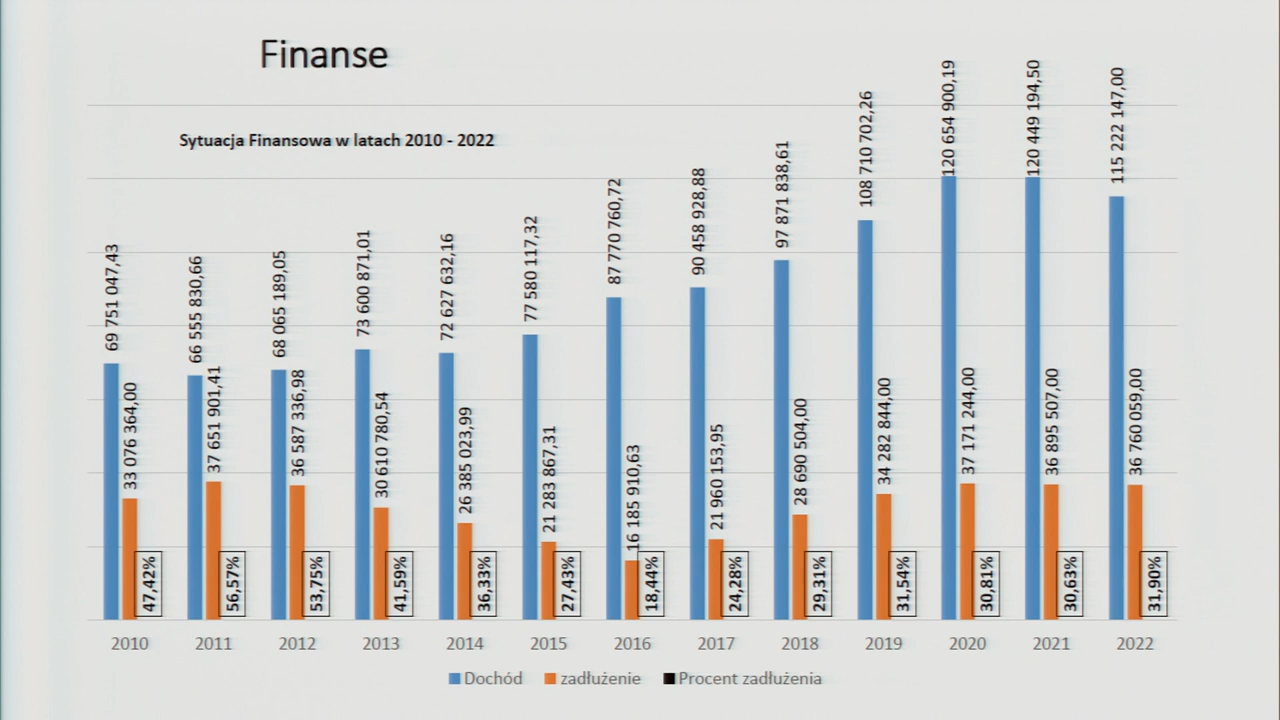 Finanse
Sytuacja Finansowa w latach 2010 - 2022
69 751 047,43
33 076 364,00
47,42%
66 555 830,66
37 651 901,41
56,57%
68 065 189,05
36 587 336,98
53,75%
73 600 871,01
30 610 780,54
41,59%
72 627 632,16
26 385 023,99
36,33%
77 580 117,32
21 283 867,31
27,43%
87 770 760,72
16 185 910,63
18,44%
90 458 928,88
21 960 153,95
24,28%
97 871 838,61
28 690 504,00
29,31%
108 710 702,26
34 282 844,00
31,54%
120 654 900,19
37 171 244,00
30,81%
120 449 194,50
36 895 507,00
30,63%
115 222 147,00
36 760 059,00
31,90%
2010 2011 2012 2013 2014 2015 2016 2017 2018 2019 2020 2021 2022
Dochód zadłużenie Procent zadłużenia